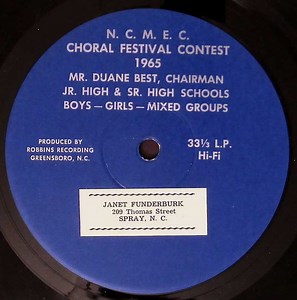 N. C. M. E. C.
CHORAL FESTIVAL CONTEST
1965
MR. DUANE BEST, CHAIRMAN
JR. HIGH & SR. HIGH SCHOOLS
BOYS — GIRLS — MIXED GROUPS
PRODUCED BY
ROBBINS RECORDING
GREENSBORO, N.C.
33⅓ L.P.
Hi-Fi
JANET FUNDERBURK
209 Thomas Street
SPRAY, N. C.